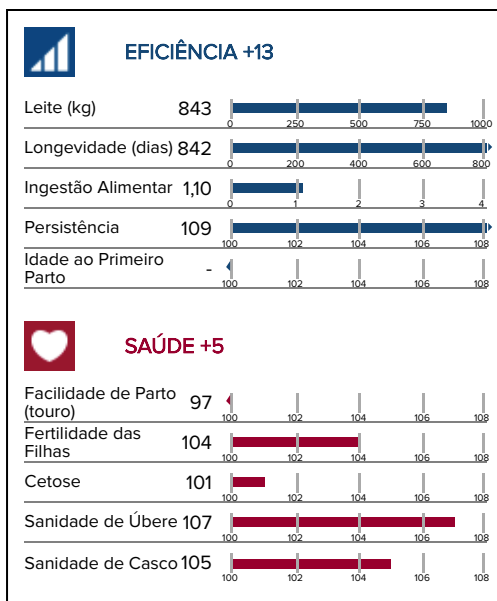 EFICIÊNCIA +13
Leite (kg) 843
0 250 500 750 1000
Longevidade (dias) 842
0 200 400 600 800
Ingestão Alimentar 1,10
0 1 2 3 4
Persistência 109
100 102 104 106 108
Idade ao Primeiro
Parto -
100 102 104 106 108
SAÚDE +5
Facilidade de Parto
(touro) 97
100 102 104 106 108
Fertilidade das
Filhas 104
100 102 104 106 108
Cetose 101
100 102 104 106 108
Sanidade de Úbere 107
100 102 104 106 108
Sanidade de Casco 105
100 102 104 106 108